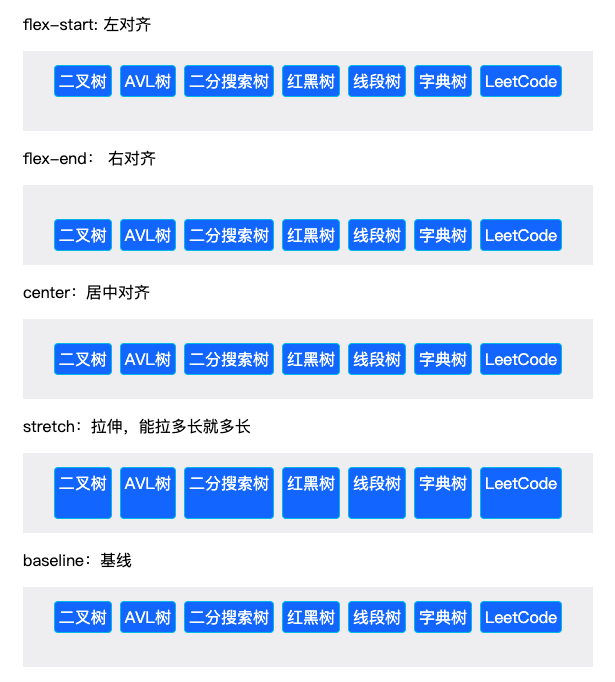 flex-start: 左对齐
二叉树 AVL树 二分搜索树 红黑树 线段树 字典树 LeetCode
flex-end： 右对齐
二叉树 AVL树 二分搜索树 红黑树 线段树 字典树 LeetCode
center：居中对齐
二叉树 AVL树 二分搜索树 红黑树 线段树 字典树 LeetCode
stretch：拉伸，能拉多长就多长
二叉树 AVL树 二分搜索树 红黑树 线段树 字典树 LeetCode
baseline：基线
二叉树 AVL树 二分搜索树 红黑树 线段树 字典树 LeetCode